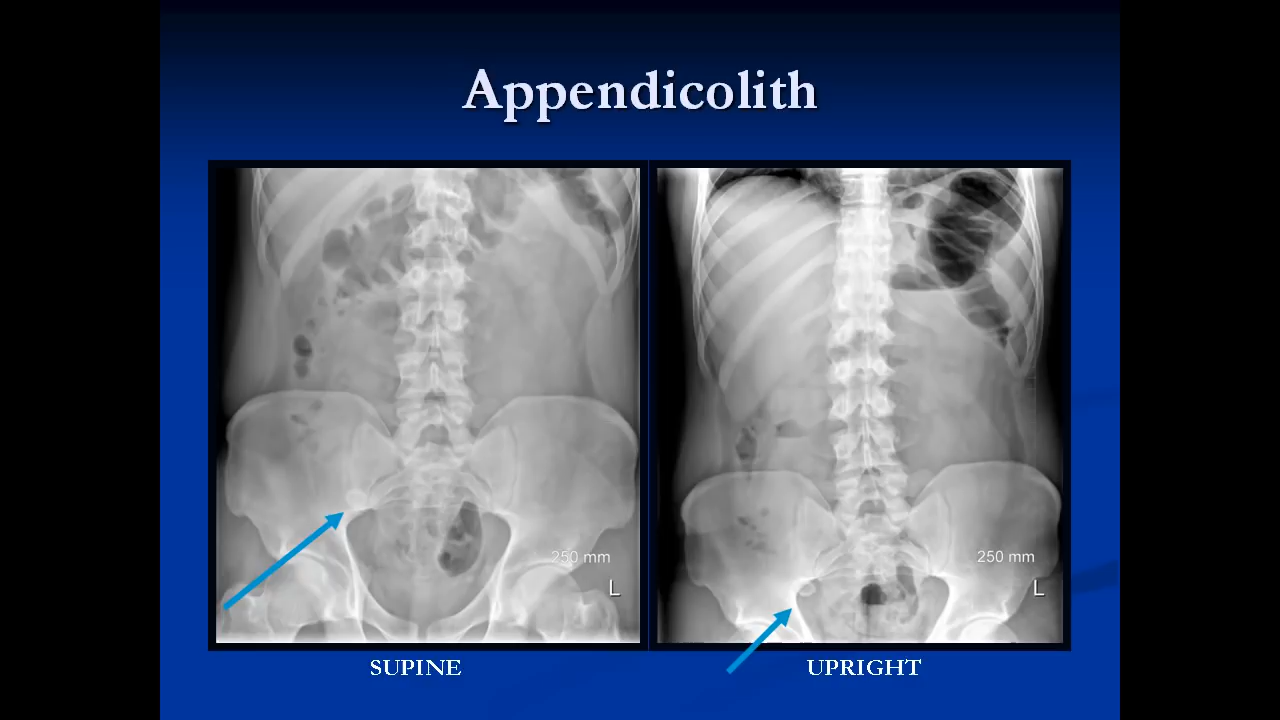 Appendicolith
250 mm
L
250 mm
L
SUPINE
UPRIGHT